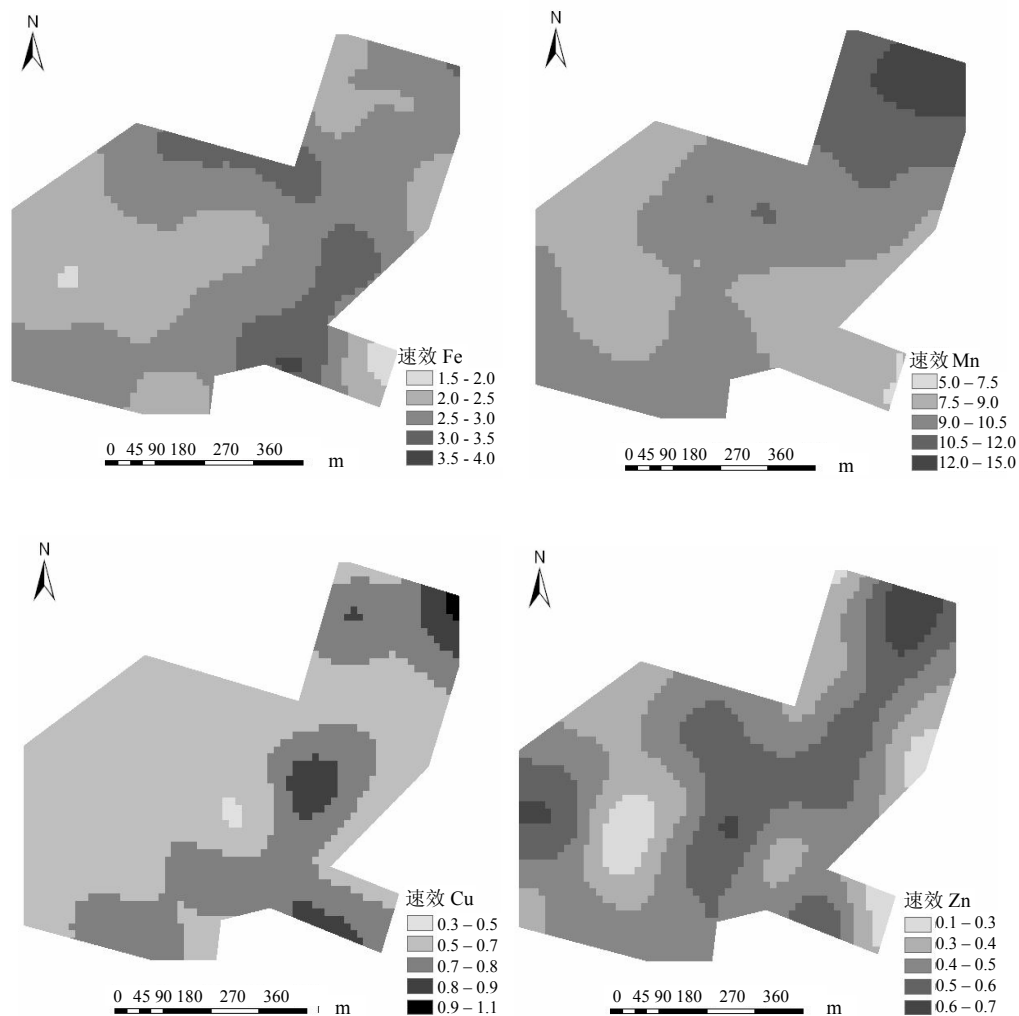 N
速效 Fe
1.5 - 2.0
2.0 - 2.5
2.5 - 3.0
3.0 - 3.5
3.5 - 4.0
0 45 90 180 270 360 m
N
速效 Mn
5.0 – 7.5
7.5 – 9.0
9.0 – 10.5
10.5 – 12.0
12.0 – 15.0
0 45 90 180 270 360 m
N
速效 Cu
0.3 – 0.5
0.5 – 0.7
0.7 – 0.8
0.8 – 0.9
0.9 – 1.1
0 45 90 180 270 360 m
N
速效 Zn
0.1 – 0.3
0.3 – 0.4
0.4 – 0.5
0.5 – 0.6
0.6 – 0.7
0 45 90 180 270 360 m